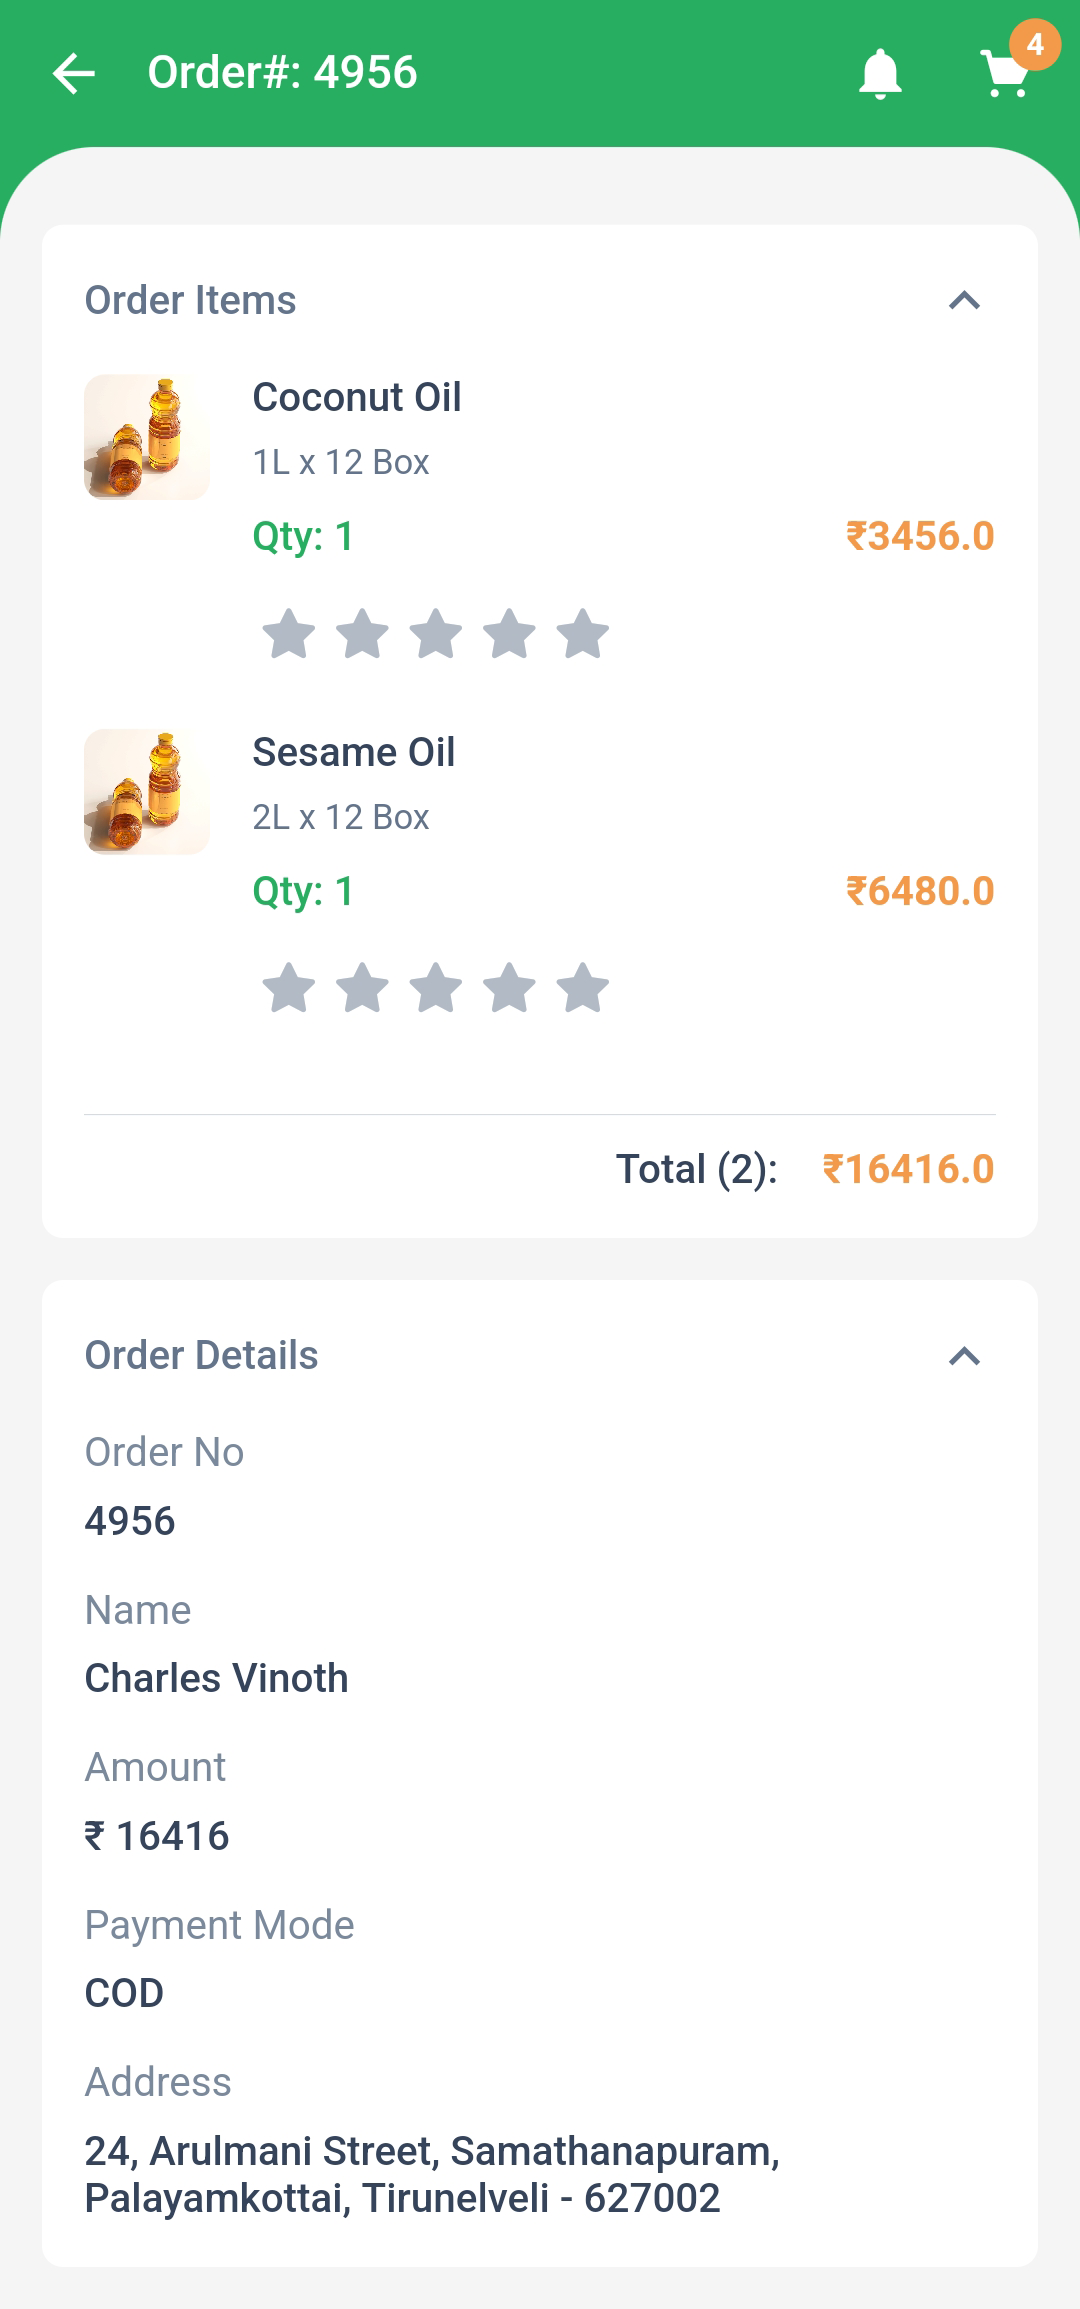 Order#: 4956
4
Order Items
Coconut Oil
1L x 12 Box
Qty: 1
₹3456.0
Sesame Oil
2L x 12 Box
Qty: 1
₹6480.0
Total (2): ₹16416.0
Order Details
Order No
4956
Name
Charles Vinoth
Amount
₹ 16416
Payment Mode
COD
Address
24, Arulmani Street, Samathanapuram,
Palayamkottai, Tirunelveli - 627002